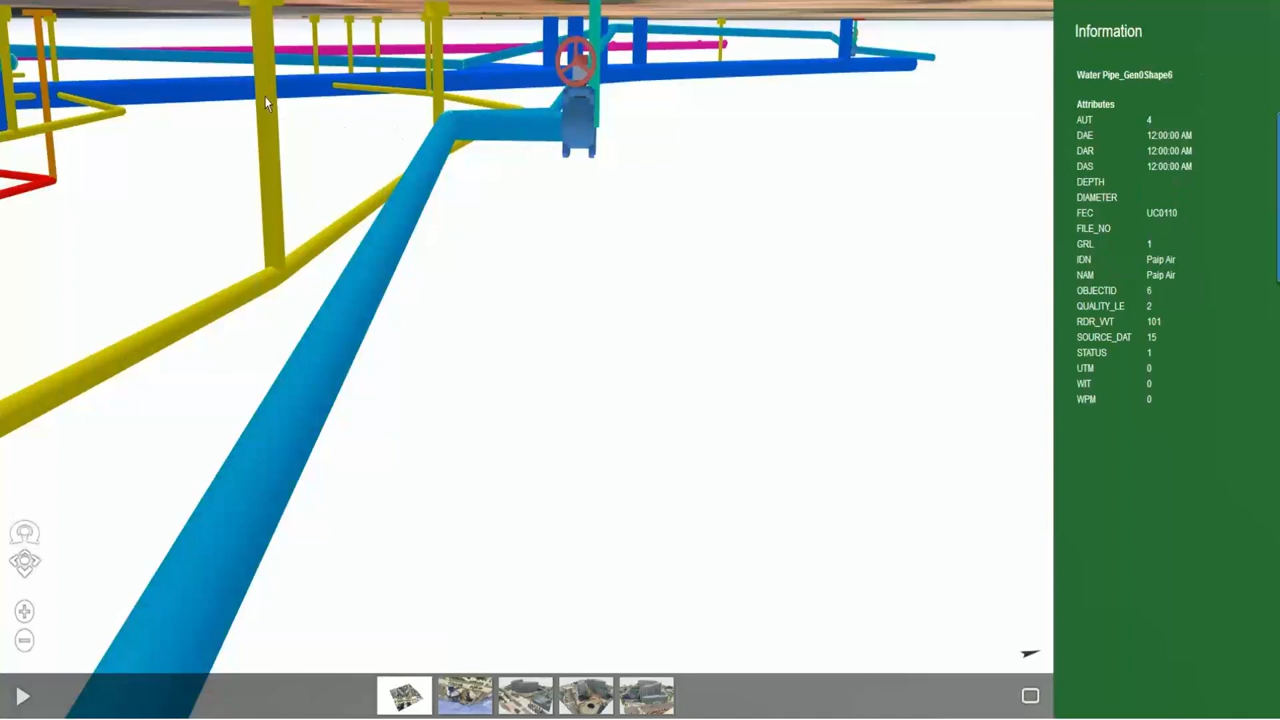 Information
Water Pipe_Gen0Shape6
Attributes
AUT 4
DAE 12:00:00 AM
DAR 12:00:00 AM
DAS 12:00:00 AM
DEPTH
DIAMETER
FEC UC0110
FILE_NO
GRL 1
IDN Paip Air
NAM Paip Air
OBJECTID 6
QUALITY_LE 2
RDR_VVT 101
SOURCE_DAT 15
STATUS 1
UTM 0
WIT 0
WPM 0